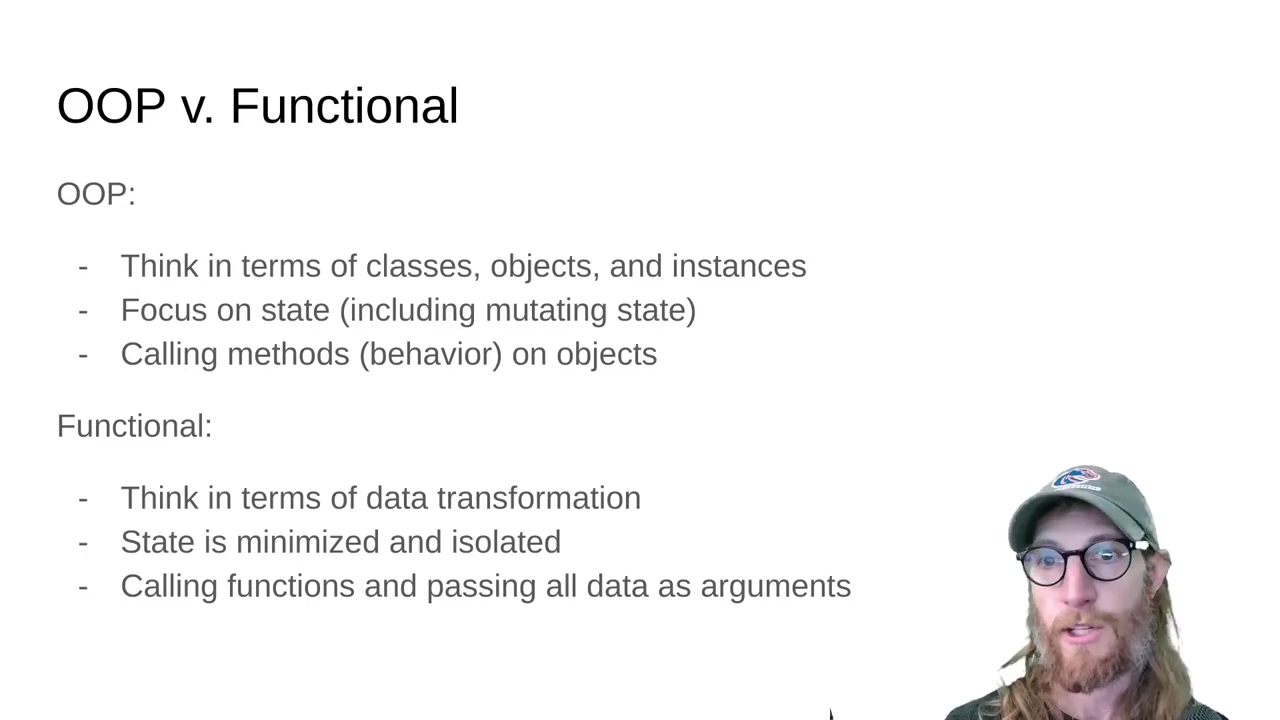 OOP v. Functional
OOP:
- Think in terms of classes, objects, and instances
- Focus on state (including mutating state)
- Calling methods (behavior) on objects
Functional:
- Think in terms of data transformation
- State is minimized and isolated
- Calling functions and passing all data as arguments